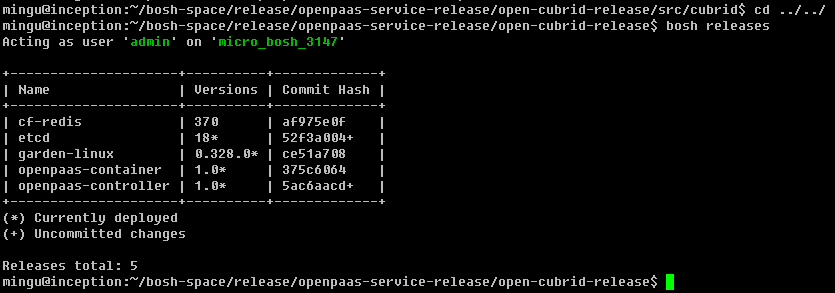 mingu@inception:~/bosh-space/release/openpaas-service-release/open-cubrid-release/src/cubrid$ cd ../../
mingu@inception:~/bosh-space/release/openpaas-service-release/open-cubrid-release$ bosh releases
Acting as user 'admin' on 'micro_bosh_3147'

+---------------------+----------+-------------+
| Name                | Versions | Commit Hash |
+---------------------+----------+-------------+
| cf-redis            | 370      | af975e0f    |
| etcd                | 18*      | 52f3a004+   |
| garden-linux        | 0.328.0* | ce51a708    |
| openpaas-container  | 1.0*     | 375c6064    |
| openpaas-controller | 1.0*     | 5ac6aacd+   |
+---------------------+----------+-------------+
(*) Currently deployed
(+) Uncommitted changes

Releases total: 5
mingu@inception:~/bosh-space/release/openpaas-service-release/open-cubrid-release$